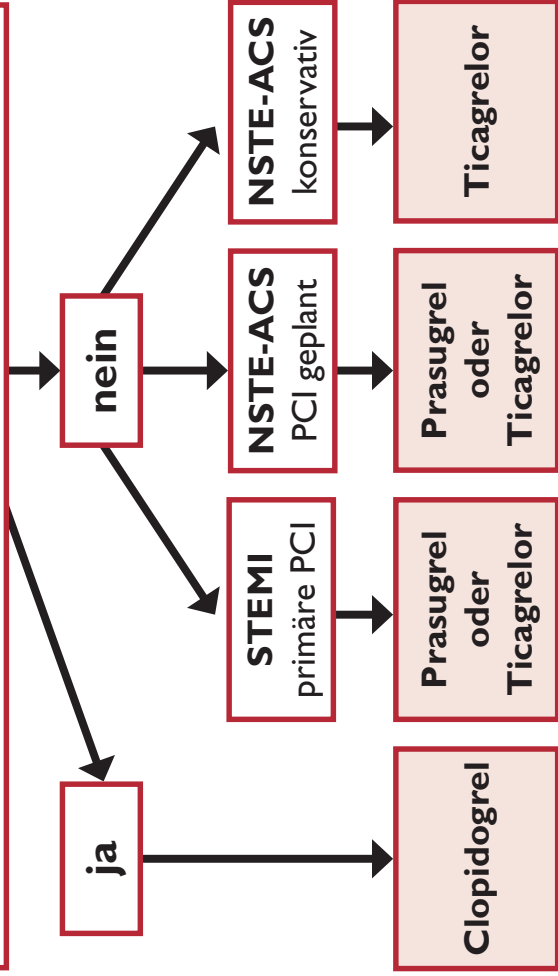 ja
nein
STEMI
primäre PCI
NSTE-ACS
PCI geplant
NSTE-ACS
konservativ
Clopidogrel
Prasugrel
oder
Ticagrelor
Prasugrel
oder
Ticagrelor
Ticagrelor